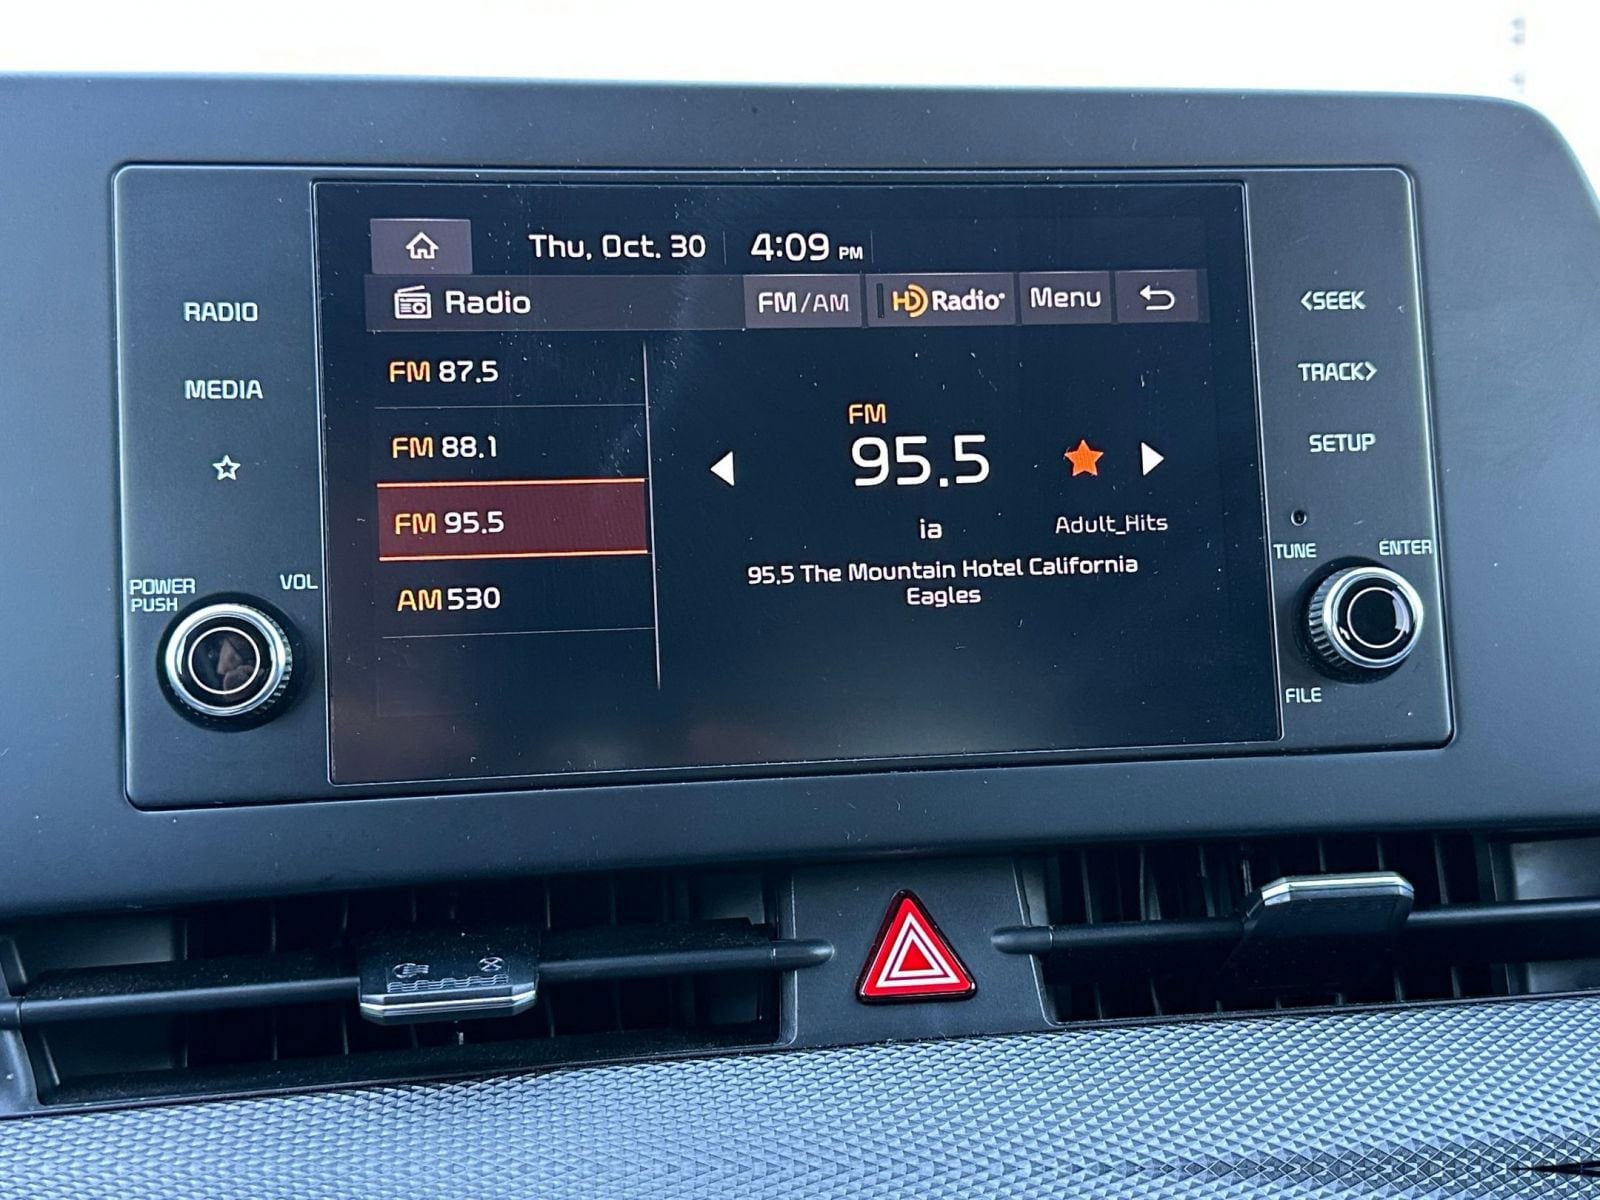 Thu, Oct. 30 4:09 PM
Radio FM/AM HD Radio Menu
RADIO
MEDIA
POWER
PUSH
VOL
FM 87.5
FM 88.1
FM 95.5
AM 530
FM
95.5
ia
Adult_Hits
95.5 The Mountain Hotel California
Eagles
<SEEK
TRACK>
SETUP
TUNE
ENTER
FILE